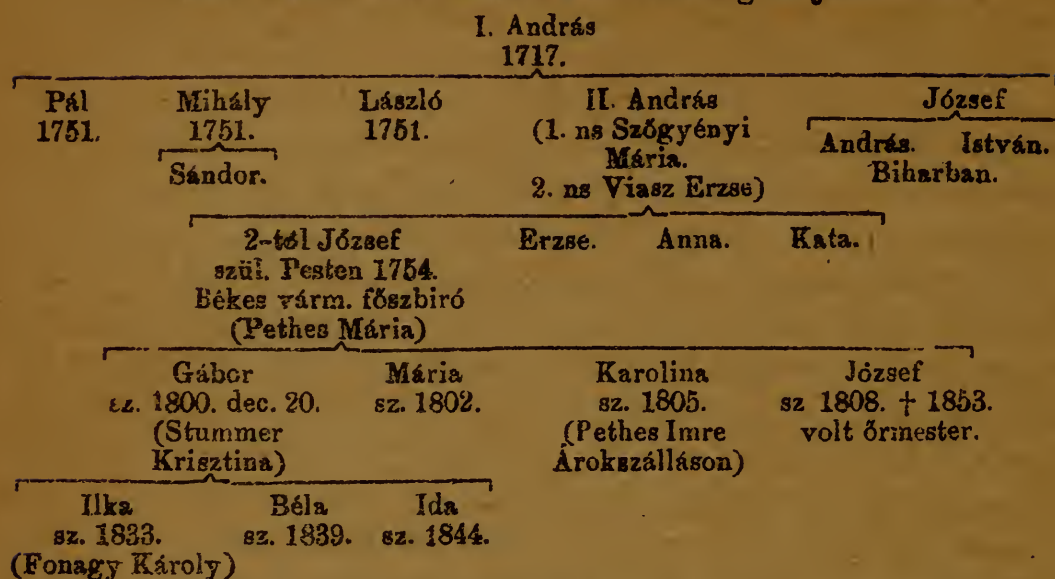 I. András
1717.
Pál Mihály László II. András József
1751. 1751. 1751. (1. ns Szőgyényi
Mária. András. István.
Sándor. 2. ns Viasz Erzse) Biharban.
2-tól József Erzse. Anna. Kata.
szül. Pesten 1754.
Békes várm. főszbiró
(Pethes Mária)
Gábor Mária Karolina József
sz. 1800. dec. 20. sz. 1802. sz. 1805. sz 1808. † 1853.
(Stummer (Pethes Imre volt őrmester.
Krisztina) Árokszálláson)
Ilka Béla Ida
sz. 1833. sz. 1839. sz. 1844.
(Fonagy Károly)